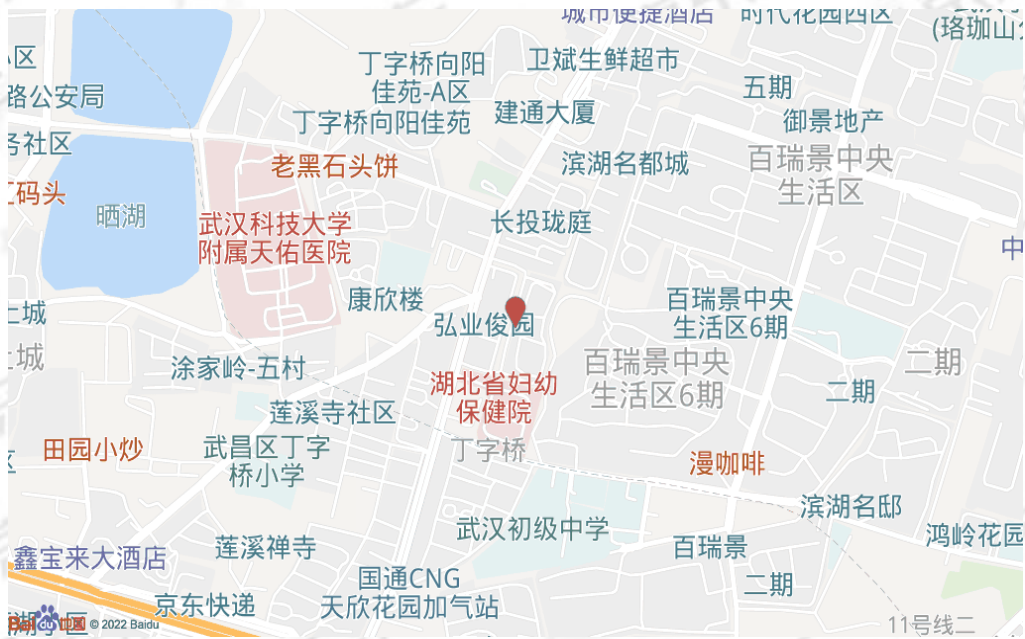 城市便捷酒店
时代花园西区
(珞珈山
小区
丁字桥向阳
佳苑-A区
卫斌生鲜超市
五期
路公安局
丁字桥向阳佳苑
建通大厦
御景地产
务社区
老黑石头饼
滨湖名都城
百瑞景中央
生活区
码头
晒湖
武汉科技大学
附属天佑医院
长投珑庭
中
康欣楼
百瑞景中央
生活区6期
上城
弘业俊园
涂家岭-五村
百瑞景中央
生活区6期
二期
上城
湖北省妇幼
保健院
二期
莲溪寺社区
田园小炒
武昌区丁字
桥小学
丁字桥
漫咖啡
区
滨湖名邸
武汉初级中学
鸿岭花园
鑫宝来大酒店
莲溪禅寺
百瑞景
国通CNG
天欣花园加气站
二期
京东快递
Bai du 地图 © 2022 Baidu
11号线二